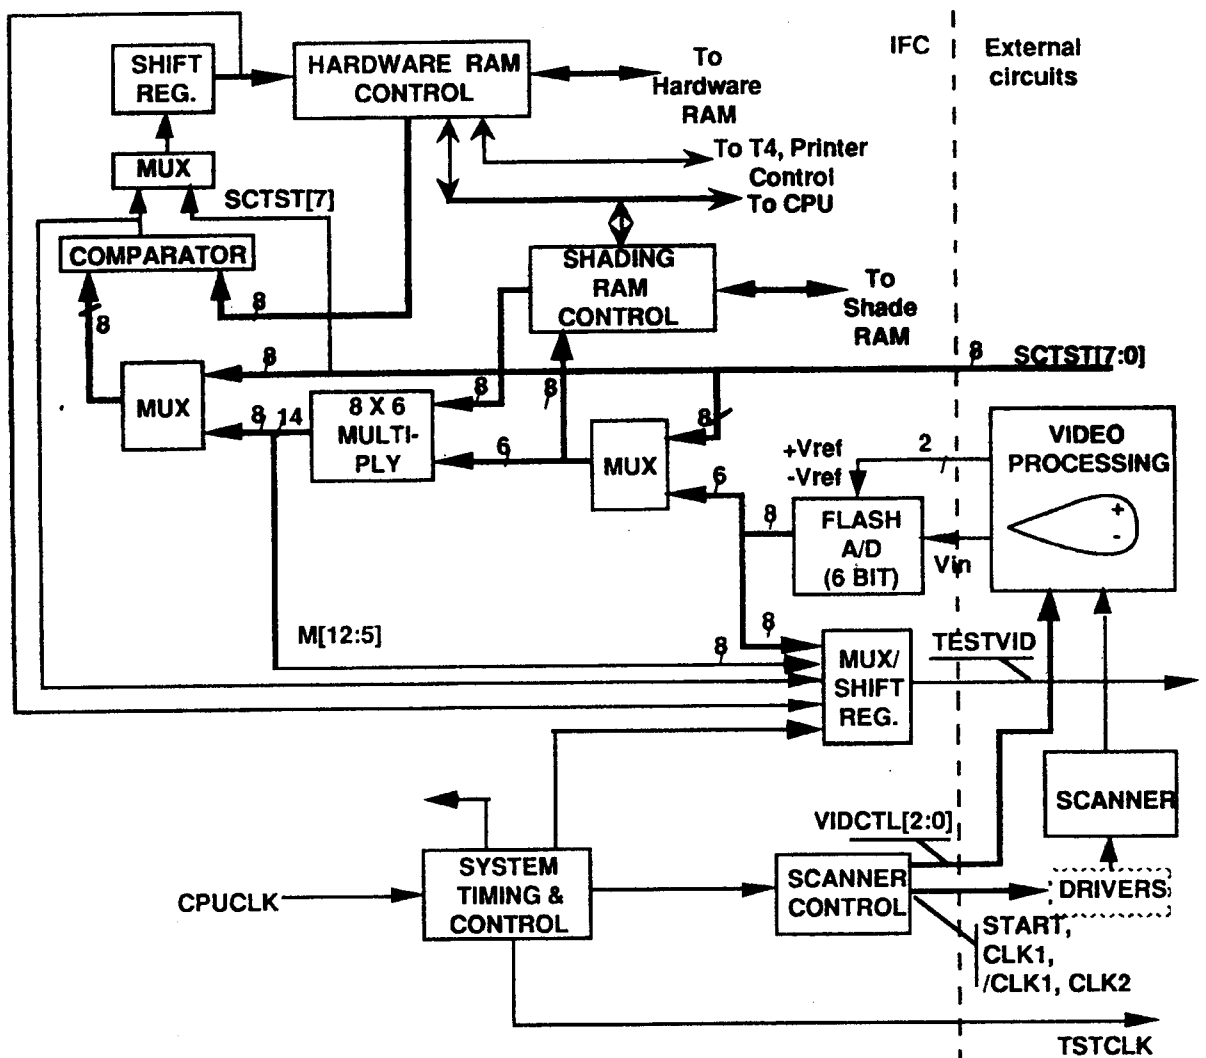 IFC
External
circuits
SHIFT
REG.
HARDWARE RAM
CONTROL
To
Hardware
RAM
MUX
To T4, Printer
Control
To CPU
SCTST[7]
COMPARATOR
SHADING
RAM
CONTROL
To
Shade
RAM
8
8
8
8
SCTST[7:0]
MUX
8
14
8 X 6
MULTI-
PLY
8
8
6
MUX
8
6
+Vref
-Vref
2
VIDEO
PROCESSING
+
-
8
FLASH
A/D
(6 BIT)
Vin
M[12:5]
8
8
MUX/
SHIFT
REG.
TESTVID
SCANNER
VIDCTL[2:0]
CPUCLK
SYSTEM
TIMING &
CONTROL
SCANNER
CONTROL
DRIVERS
START,
CLK1,
/CLK1, CLK2
TSTCLK